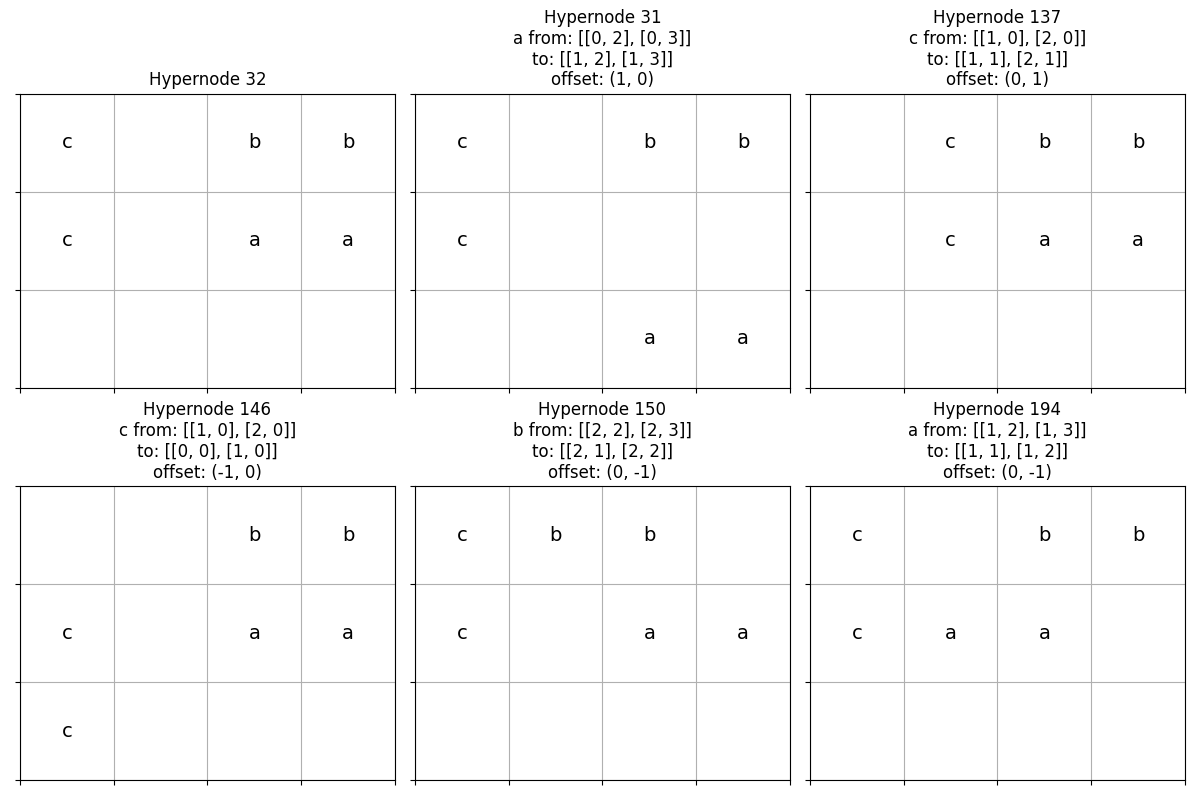 Hypernode 32
c b b
c a a
Hypernode 31
a from: [[0, 2], [0, 3]]
to: [[1, 2], [1, 3]]
offset: (1, 0)
c b b
c
a a
Hypernode 137
c from: [[1, 0], [2, 0]]
to: [[1, 1], [2, 1]]
offset: (0, 1)
c b b
c a a
Hypernode 146
c from: [[1, 0], [2, 0]]
to: [[0, 0], [1, 0]]
offset: (-1, 0)
b b
c a a
c
Hypernode 150
b from: [[2, 2], [2, 3]]
to: [[2, 1], [2, 2]]
offset: (0, -1)
c b b
c a a
Hypernode 194
a from: [[1, 2], [1, 3]]
to: [[1, 1], [1, 2]]
offset: (0, -1)
c b b
c a a